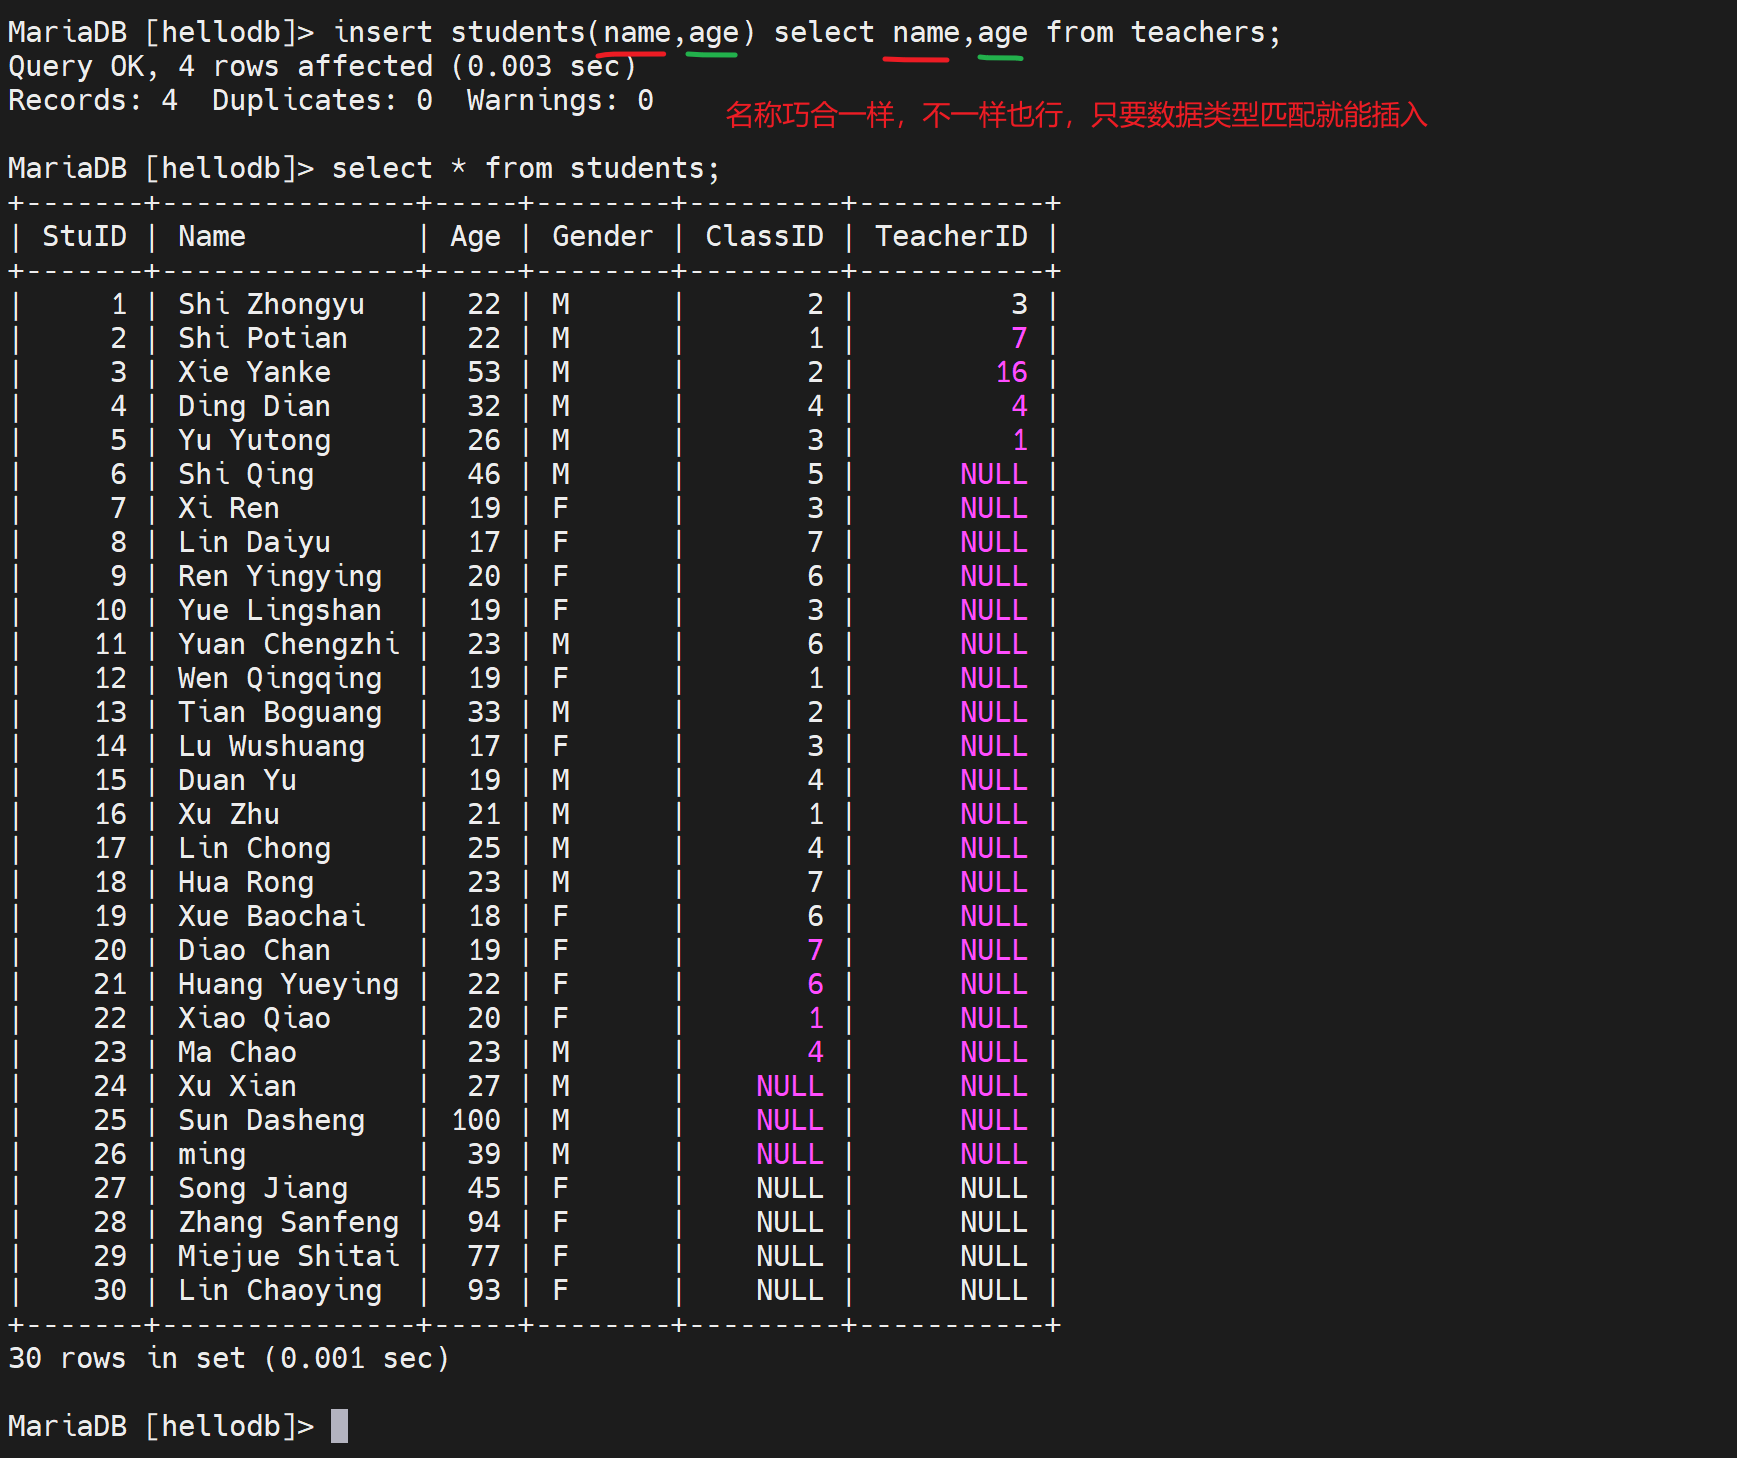 MariaDB [hellodb]> insert students(name,age) select name,age from teachers;
Query OK, 4 rows affected (0.003 sec)
Records: 4  Duplicates: 0  Warnings: 0
名称巧合一样，不一样也行，只要数据类型匹配就能插入
MariaDB [hellodb]> select * from students;
+-------+---------------+-----+--------+---------+-----------+
| StuID | Name          | Age | Gender | ClassID | TeacherID |
+-------+---------------+-----+--------+---------+-----------+
|     1 | Shi Zhongyu   |  22 | M      |       2 |         3 |
|     2 | Shi Potian    |  22 | M      |       1 |         7 |
|     3 | Xie Yanke     |  53 | M      |       2 |        16 |
|     4 | Ding Dian     |  32 | M      |       4 |         4 |
|     5 | Yu Yutong     |  26 | M      |       3 |         1 |
|     6 | Shi Qing      |  46 | M      |       5 |      NULL |
|     7 | Xi Ren        |  19 | F      |       3 |      NULL |
|     8 | Lin Daiyu     |  17 | F      |       7 |      NULL |
|     9 | Ren Yingying  |  20 | F      |       6 |      NULL |
|    10 | Yue Lingshan  |  19 | F      |       3 |      NULL |
|    11 | Yuan Chengzhi |  23 | M      |       6 |      NULL |
|    12 | Wen Qingqing  |  19 | F      |       1 |      NULL |
|    13 | Tian Boguang  |  33 | M      |       2 |      NULL |
|    14 | Lu Wushuang   |  17 | F      |       3 |      NULL |
|    15 | Duan Yu       |  19 | M      |       4 |      NULL |
|    16 | Xu Zhu        |  21 | M      |       1 |      NULL |
|    17 | Lin Chong     |  25 | M      |       4 |      NULL |
|    18 | Hua Rong      |  23 | M      |       7 |      NULL |
|    19 | Xue Baochai   |  18 | F      |       6 |      NULL |
|    20 | Diao Chan     |  19 | F      |       7 |      NULL |
|    21 | Huang Yueying |  22 | F      |       6 |      NULL |
|    22 | Xiao Qiao     |  20 | F      |       1 |      NULL |
|    23 | Ma Chao       |  23 | M      |       4 |      NULL |
|    24 | Xu Xian       |  27 | M      |    NULL |      NULL |
|    25 | Sun Dasheng   | 100 | M      |    NULL |      NULL |
|    26 | ming          |  39 | M      |    NULL |      NULL |
|    27 | Song Jiang    |  45 | F      |    NULL |      NULL |
|    28 | Zhang Sanfeng |  94 | F      |    NULL |      NULL |
|    29 | Miejue Shitai |  77 | F      |    NULL |      NULL |
|    30 | Lin Chaoying  |  93 | F      |    NULL |      NULL |
+-------+---------------+-----+--------+---------+-----------+
30 rows in set (0.001 sec)
MariaDB [hellodb]>